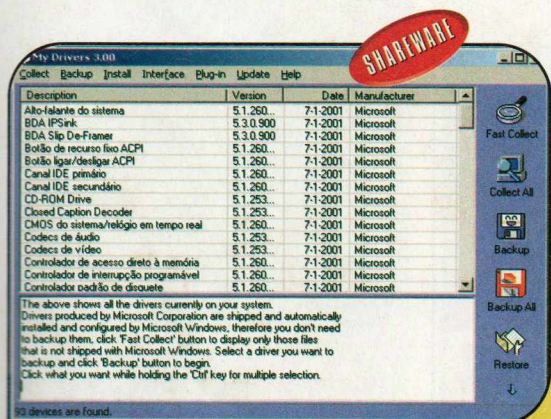 SHAREWARE
My Drivers 3.00
Collect Backup Install Interface Plug-in Update Help
Description Version Date Manufacturer
Alto-falante do sistema 5.1.260... 7-1-2001 Microsoft
BDA IPSink 5.3.0.900 7-1-2001 Microsoft
BDA Slip De-Framer 5.3.0.900 7-1-2001 Microsoft
Botão de recurso fixo ACPI 5.1.260... 7-1-2001 Microsoft
Botão ligar/desligar ACPI 5.1.260... 7-1-2001 Microsoft
Canal IDE primário 5.1.260... 7-1-2001 Microsoft
Canal IDE secundário 5.1.260... 7-1-2001 Microsoft
CD-ROM Drive 5.1.253... 7-1-2001 Microsoft
Closed Caption Decoder 5.1.253... 7-1-2001 Microsoft
CMOS do sistema/relógio em tempo real 5.1.260... 7-1-2001 Microsoft
Codecs de áudio 5.1.253... 7-1-2001 Microsoft
Codecs de vídeo 5.1.253... 7-1-2001 Microsoft
Controlador de acesso direto à memória 5.1.260... 7-1-2001 Microsoft
Controlador de interrupção programável 5.1.260... 7-1-2001 Microsoft
Controlador padrão de disquete 5.1.260... 7-1-2001 Microsoft
Fast Collect
Collect All
Backup
Backup All
Restore
The above shows all the drivers currently on your system.
Drivers produced by Microsoft Corporation are shipped and automatically
installed and configured by Microsoft Windows, therefore you don't need
to backup them, click 'Fast Collect' button to display only those files
that is not shipped with Microsoft Windows. Select a driver you want to
backup and click 'Backup' button to begin.
Click what you want while holding the 'Ctrl' key for multiple selection.
93 devices are found.